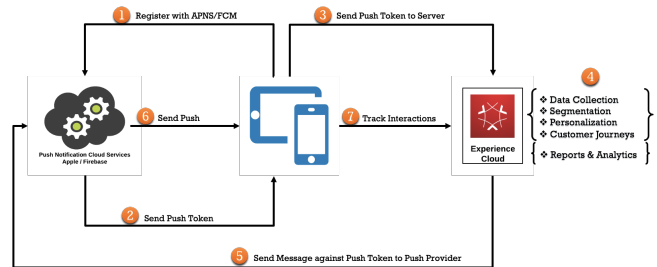 1 Register with APNS/FCM
3 Send Push Token to Server
4
❖ Data Collection
❖ Segmentation
❖ Personalization
❖ Customer Journeys
❖ Reports & Analytics
6 Send Push
7 Track Interactions
Push Notification Cloud Services
Apple / Firebase
Experience
Cloud
2 Send Push Token
5 Send Message against Push Token to Push Provider